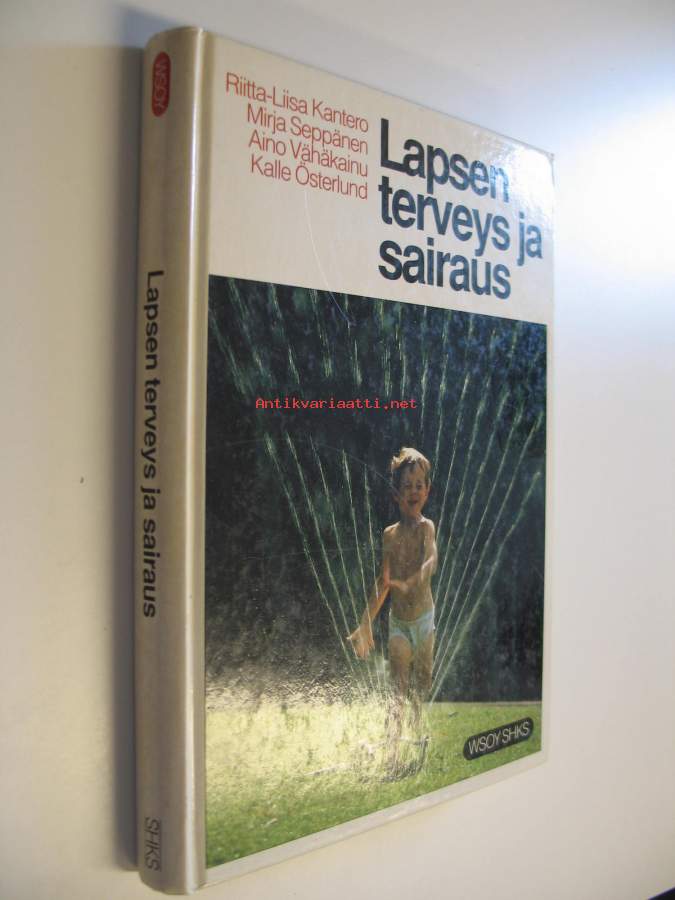 WSOY
Lapsen terveys ja sairaus
SHKS
Riitta-Liisa Kantero
Mirja Seppänen
Aino Vähäkainu
Kalle Österlund
Lapsen
terveys ja
sairaus
Antikvariaatti.net
WSOY SHKS